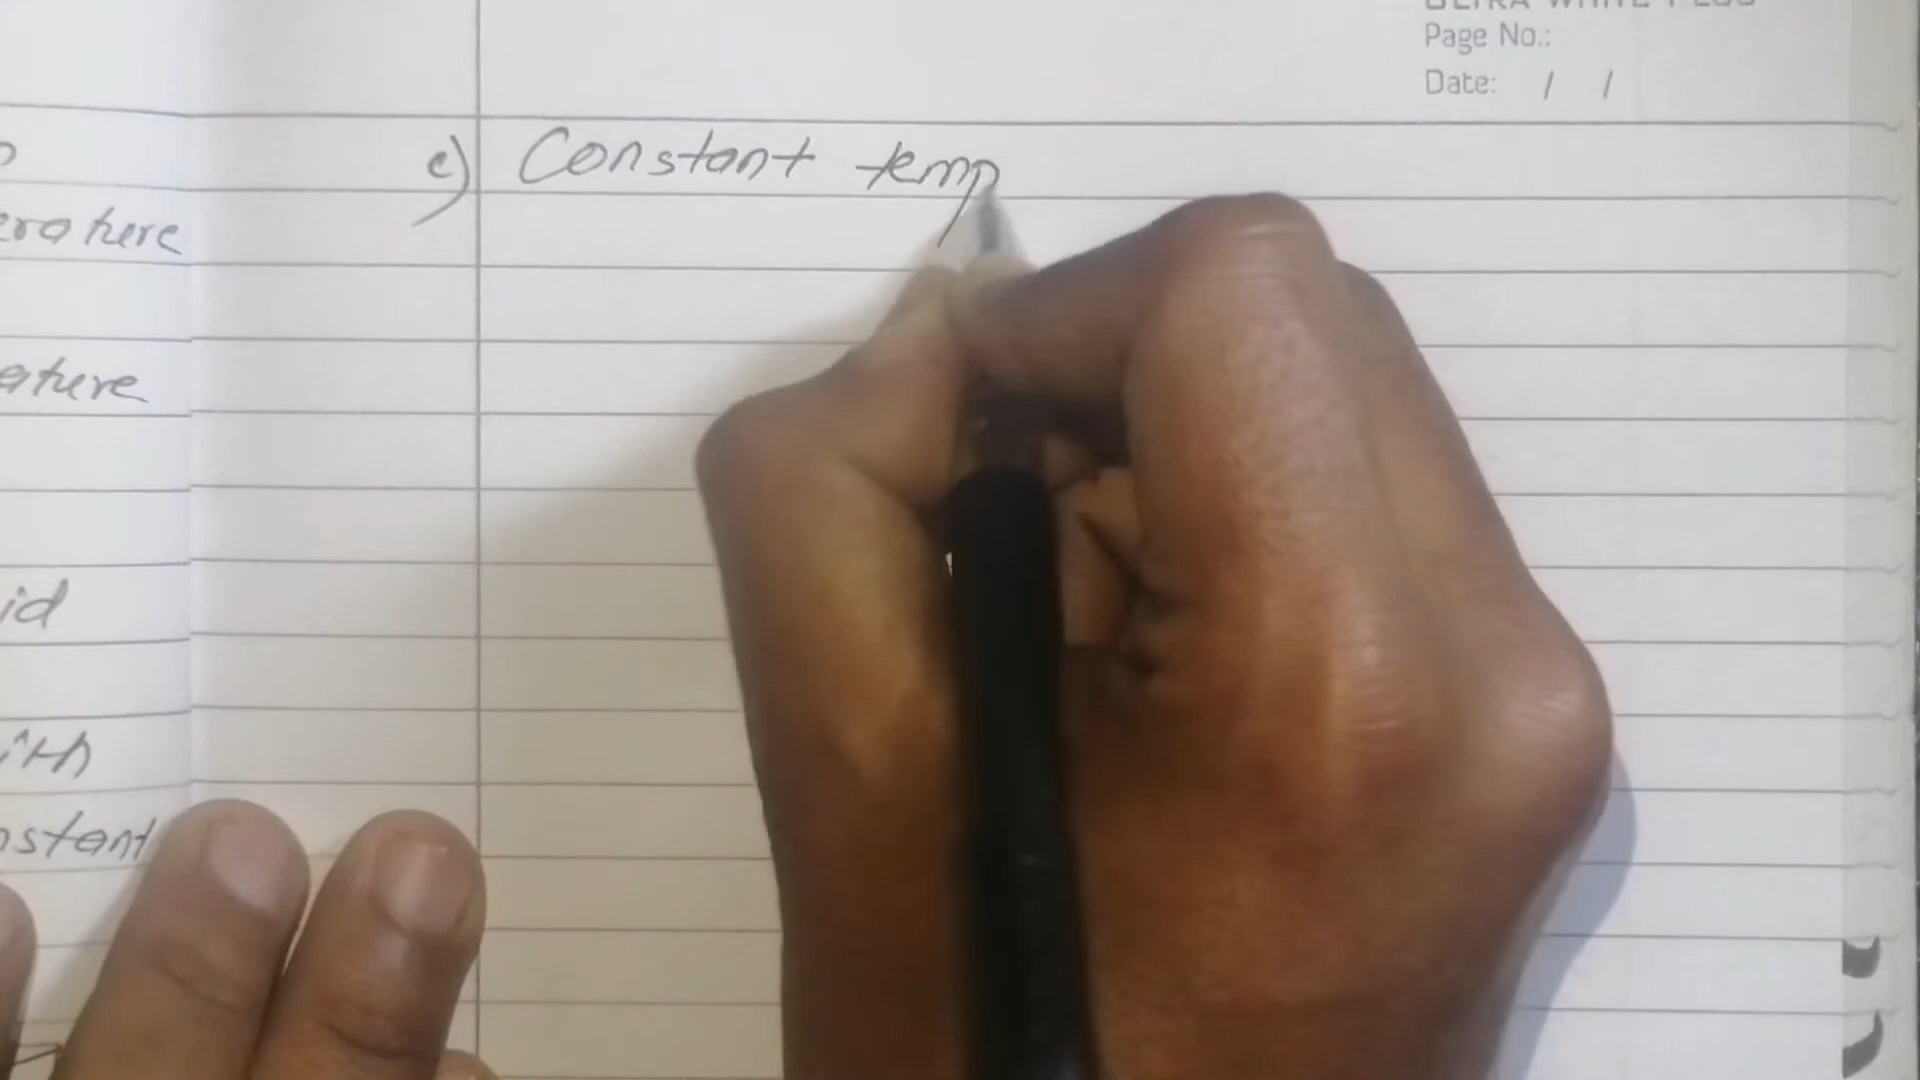 Page No.:
Date: / /
c) Constant temp
erature
ature
id
ith
nstant